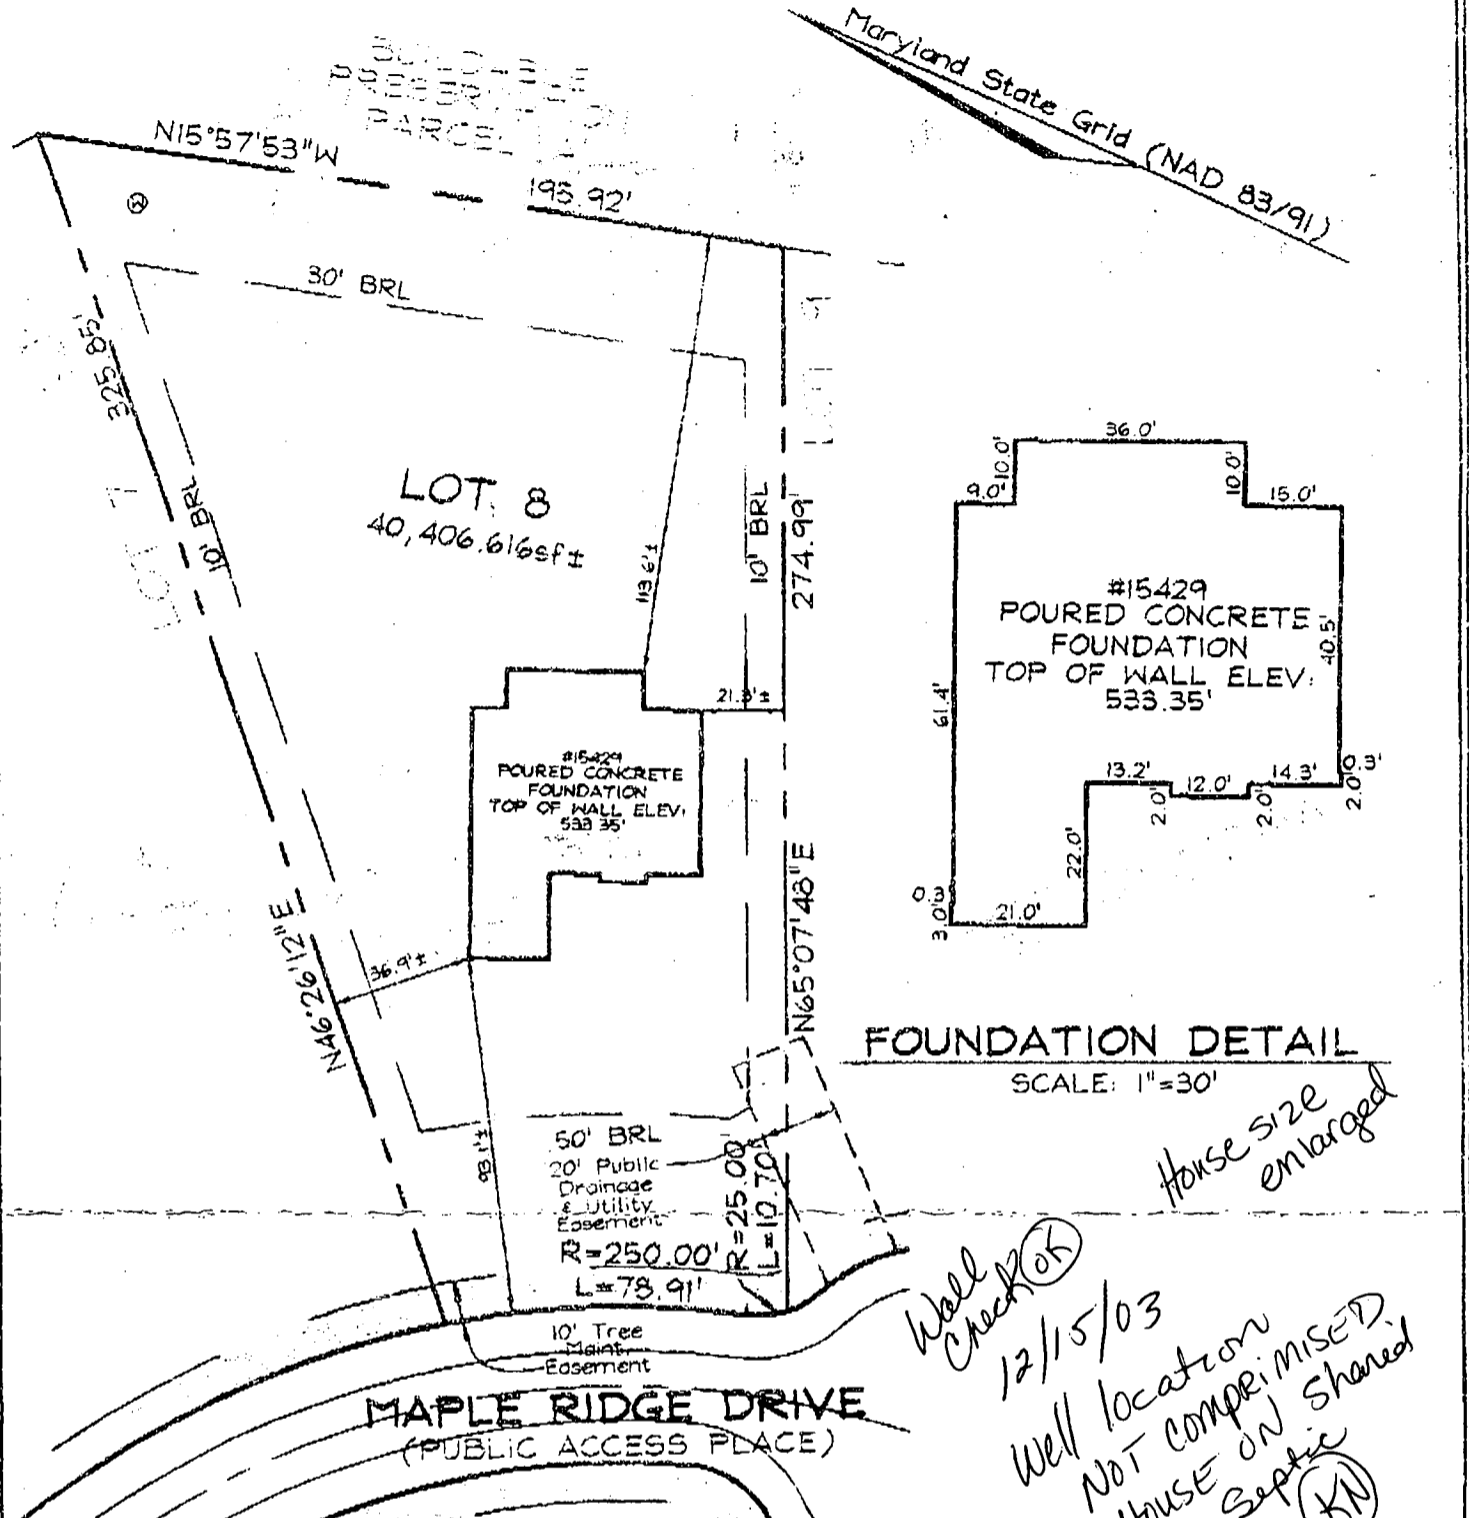 Maryland State Grid (NAD 83/91)
PARCEL
N15°57'53"W
195.92'
30' BRL
325.85'
LOT 7
10' BRL
LOT 8
40,406.616sf±
113.6'±
10' BRL
274.99'
LOT 9
21.3'±
#15429
POURED CONCRETE
FOUNDATION
TOP OF WALL ELEV:
533.35'
N65°07'48"E
N46°26'12"E
36.9'±
93.1'±
50' BRL
20' Public
Drainage
& Utility
Easement
R=250.00'
L=78.91'
R=25.00'
L=10.70'
10' Tree
Maint.
Easement
MAPLE RIDGE DRIVE
(PUBLIC ACCESS PLACE)
36.0'
10.0'
10.0'
9.0'
15.0'
#15429
POURED CONCRETE
FOUNDATION
TOP OF WALL ELEV:
533.35'
61.4'
40.5'
13.2'
12.0'
14.3'
0.3'
2.0'
2.0'
2.0'
22.0'
0.3
3.0'
21.0'
FOUNDATION DETAIL
SCALE: 1"=30'
House size
enlarged
Wall
Check OK
12/15/03
Well location
NOT COMPRIMISED
HOUSE ON Shared
Septic
KN